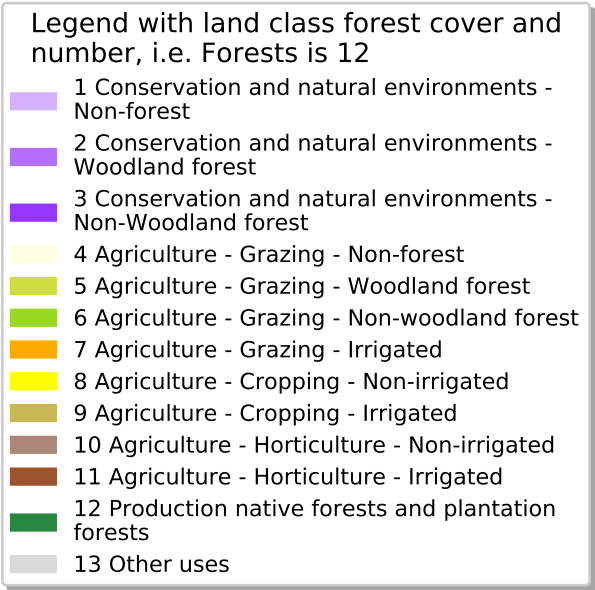 Legend with land class forest cover and
number, i.e. Forests is 12
1 Conservation and natural environments -
Non-forest
2 Conservation and natural environments -
Woodland forest
3 Conservation and natural environments -
Non-Woodland forest
4 Agriculture - Grazing - Non-forest
5 Agriculture - Grazing - Woodland forest
6 Agriculture - Grazing - Non-woodland forest
7 Agriculture - Grazing - Irrigated
8 Agriculture - Cropping - Non-irrigated
9 Agriculture - Cropping - Irrigated
10 Agriculture - Horticulture - Non-irrigated
11 Agriculture - Horticulture - Irrigated
12 Production native forests and plantation
forests
13 Other uses